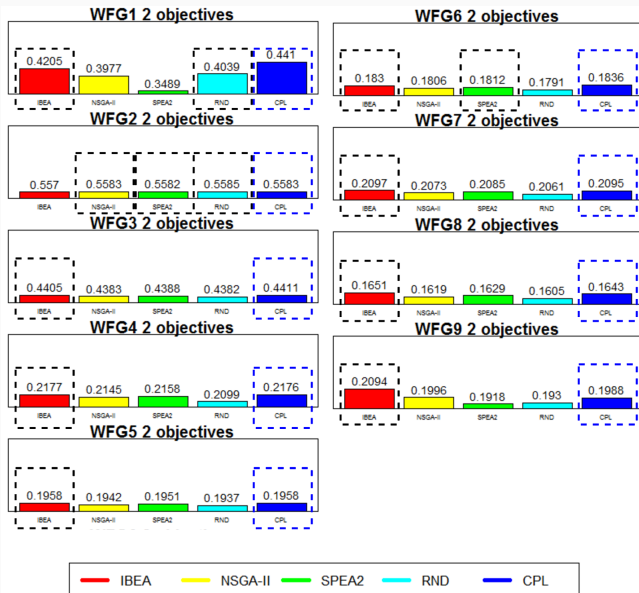 WFG1 2 objectives
0.4205 0.3977 0.3489 0.4039 0.441
IBEA NSGA-II SPEA2 RND CPL
WFG2 2 objectives
0.557 0.5583 0.5582 0.5585 0.5583
IBEA NSGA-II SPEA2 RND CPL
WFG3 2 objectives
0.4405 0.4383 0.4388 0.4382 0.4411
IBEA NSGA-II SPEA2 RND CPL
WFG4 2 objectives
0.2177 0.2145 0.2158 0.2099 0.2176
IBEA NSGA-II SPEA2 RND CPL
WFG5 2 objectives
0.1958 0.1942 0.1951 0.1937 0.1958
IBEA NSGA-II SPEA2 RND CPL
WFG6 2 objectives
0.183 0.1806 0.1812 0.1791 0.1836
IBEA NSGA-II SPEA2 RND CPL
WFG7 2 objectives
0.2097 0.2073 0.2085 0.2061 0.2095
IBEA NSGA-II SPEA2 RND CPL
WFG8 2 objectives
0.1651 0.1619 0.1629 0.1605 0.1643
IBEA NSGA-II SPEA2 RND CPL
WFG9 2 objectives
0.2094 0.1996 0.1918 0.193 0.1988
IBEA NSGA-II SPEA2 RND CPL
IBEA NSGA-II SPEA2 RND CPL